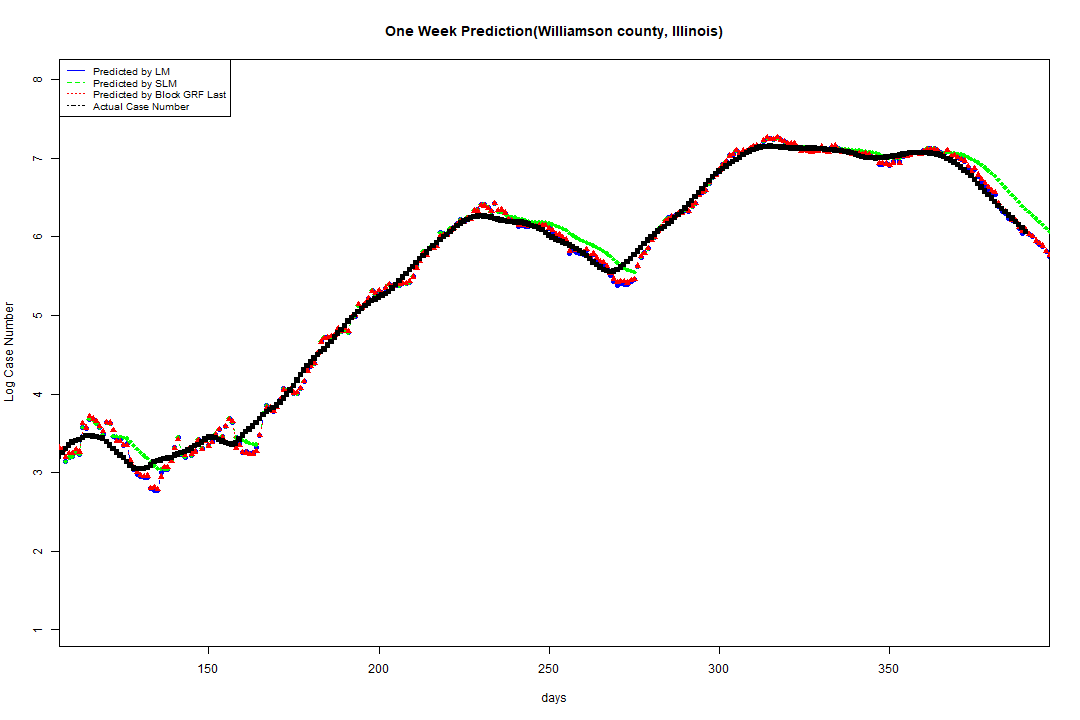 One Week Prediction(Williamson county, Illinois)
Predicted by LM
Predicted by SLM
Predicted by Block GRF Last
Actual Case Number
8
7
6
5
4
3
2
1
Log Case Number
150 200 250 300 350
days